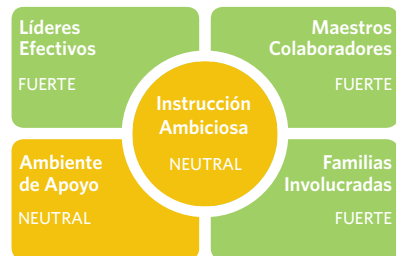 Líderes
Efectivos
FUERTE
Maestros
Colaboradores
FUERTE
Instrucción
Ambiciosa
NEUTRAL
Ambiente
de Apoyo
NEUTRAL
Familias
Involucradas
FUERTE